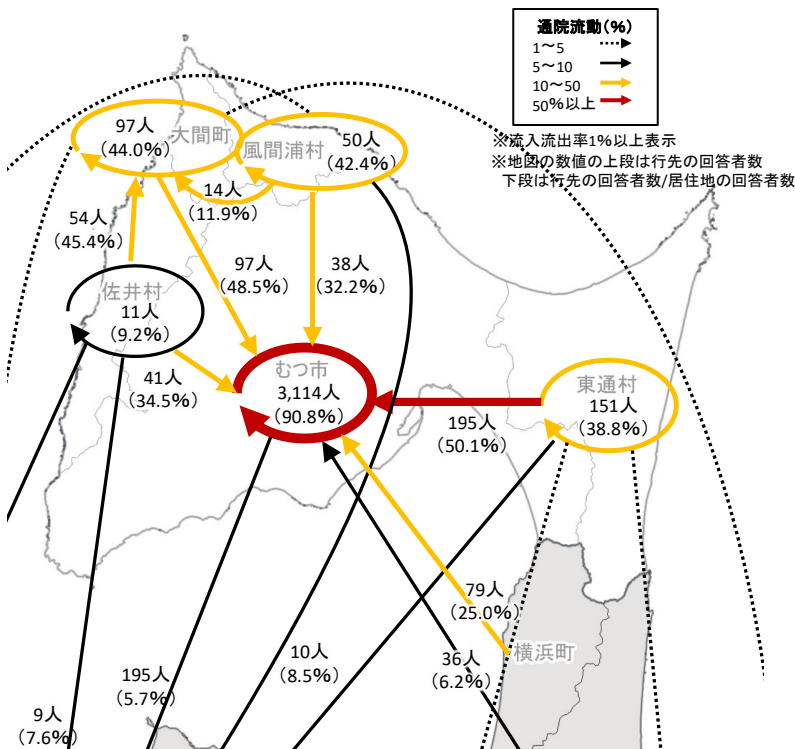 通院流動(%)
1～5
5～10
10～50
50%以上
※流入流出率1%以上表示
※地図の数値の上段は行先の回答者数
下段は行先の回答者数/居住地の回答者数
97人
(44.0%)
大間町
風間浦村
50人
(42.4%)
14人
(11.9%)
54人
(45.4%)
97人
(48.5%)
38人
(32.2%)
佐井村
11人
(9.2%)
41人
(34.5%)
むつ市
3,114人
(90.8%)
東通村
151人
(38.8%)
195人
(50.1%)
79人
(25.0%)
横浜町
36人
(6.2%)
10人
(8.5%)
195人
(5.7%)
9人
(7.6%)